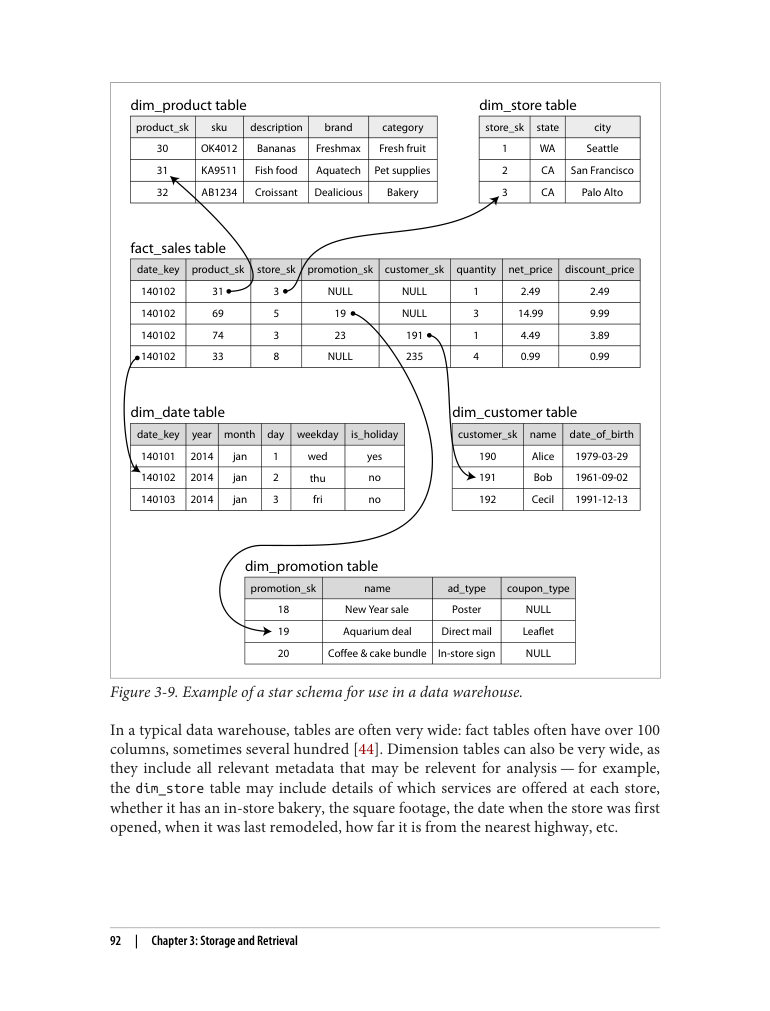 dim_product table
product_sk sku description brand category
30 OK4012 Bananas Freshmax Fresh fruit
31 KA9511 Fish food Aquatech Pet supplies
32 AB1234 Croissant Dealicious Bakery
dim_store table
store_sk state city
1 WA Seattle
2 CA San Francisco
3 CA Palo Alto
fact_sales table
date_key product_sk store_sk promotion_sk customer_sk quantity net_price discount_price
140102 31 3 NULL NULL 1 2.49 2.49
140102 69 5 19 NULL 3 14.99 9.99
140102 74 3 23 191 1 4.49 3.89
140102 33 8 NULL 235 4 0.99 0.99
dim_date table
date_key year month day weekday is_holiday
140101 2014 jan 1 wed yes
140102 2014 jan 2 thu no
140103 2014 jan 3 fri no
dim_customer table
customer_sk name date_of_birth
190 Alice 1979-03-29
191 Bob 1961-09-02
192 Cecil 1991-12-13
dim_promotion table
promotion_sk name ad_type coupon_type
18 New Year sale Poster NULL
19 Aquarium deal Direct mail Leaflet
20 Coffee & cake bundle In-store sign NULL
Figure 3-9. Example of a star schema for use in a data warehouse.
In a typical data warehouse, tables are often very wide: fact tables often have over 100
columns, sometimes several hundred [44]. Dimension tables can also be very wide, as
they include all relevant metadata that may be relevent for analysis — for example,
the dim_store table may include details of which services are offered at each store,
whether it has an in-store bakery, the square footage, the date when the store was first
opened, when it was last remodeled, how far it is from the nearest highway, etc.
92 | Chapter 3: Storage and Retrieval